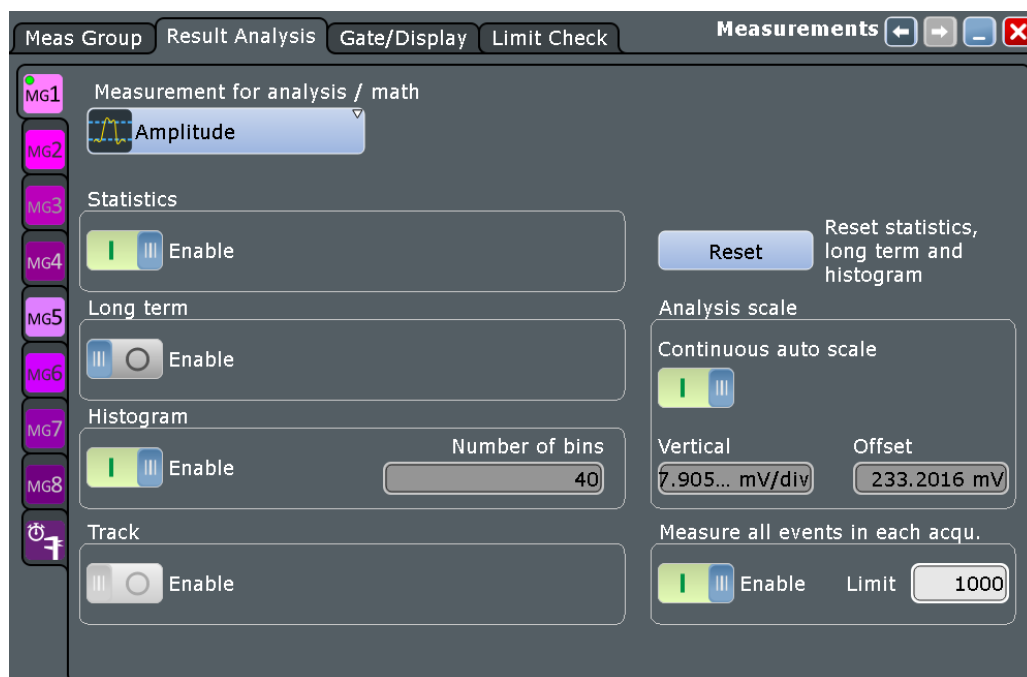 Meas Group Result Analysis Gate/Display Limit Check Measurements
MG1
Measurement for analysis / math
Amplitude
MG2
Statistics
MG3
Enable
Reset
Reset statistics,
long term and
histogram
MG4
Long term
MG5
Enable
MG6
Analysis scale
Continuous auto scale
Histogram
MG7
Enable
Number of bins
40
MG8
Vertical
Offset
7.905... mV/div
233.2016 mV
Track
Enable
Measure all events in each acqu.
Enable Limit 1000